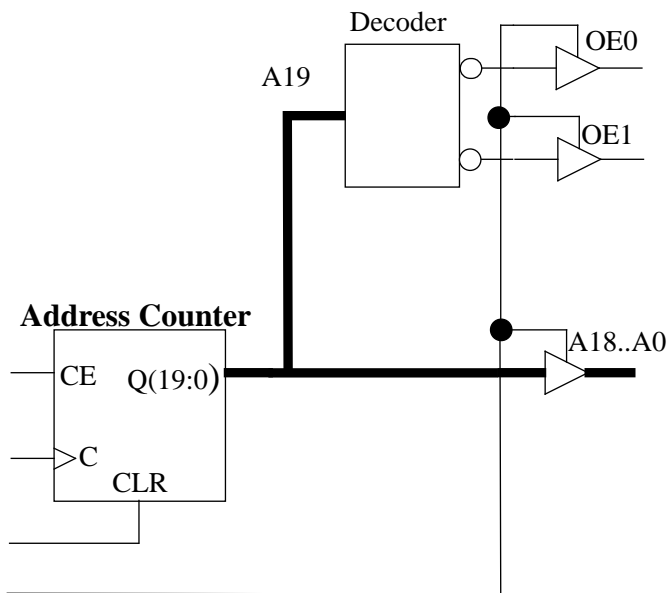 Decoder
OE0
A19
OE1
Address Counter
A18..A0
CE
Q(19:0)
C
CLR